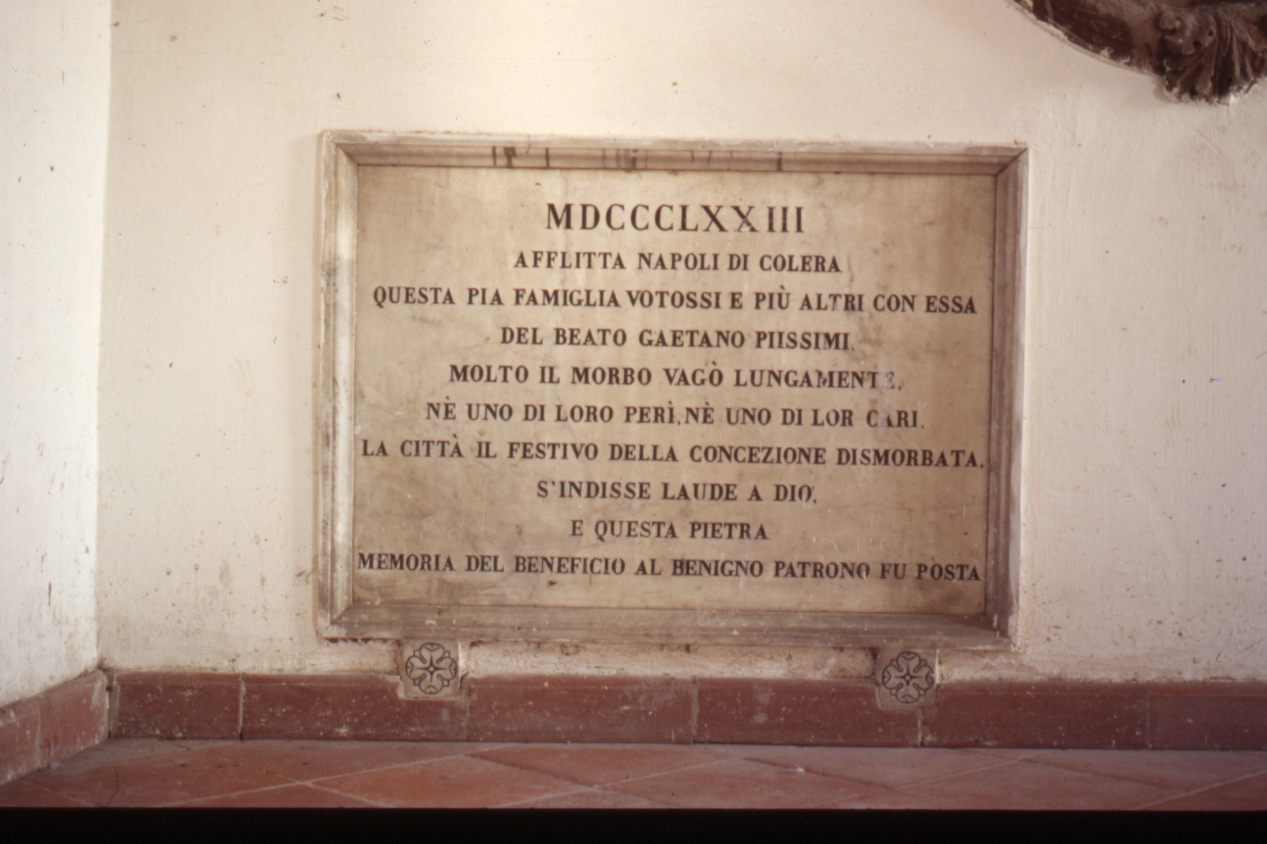 MDCCCLXXIII
AFFLITTA NAPOLI DI COLERA
QUESTA PIA FAMIGLIA VOTOSSI E PIÙ ALTRI CON ESSA
DEL BEATO GAETANO PIISSIMI.
MOLTO IL MORBO VAGÒ LUNGAMENTE,
NÈ UNO DI LORO PERÌ, NÈ UNO DI LOR CARI.
LA CITTÀ IL FESTIVO DELLA CONCEZIONE DISMORBATA,
S'INDISSE LAUDE A DIO,
E QUESTA PIETRA
MEMORIA DEL BENEFICIO AL BENIGNO PATRONO FU POSTA